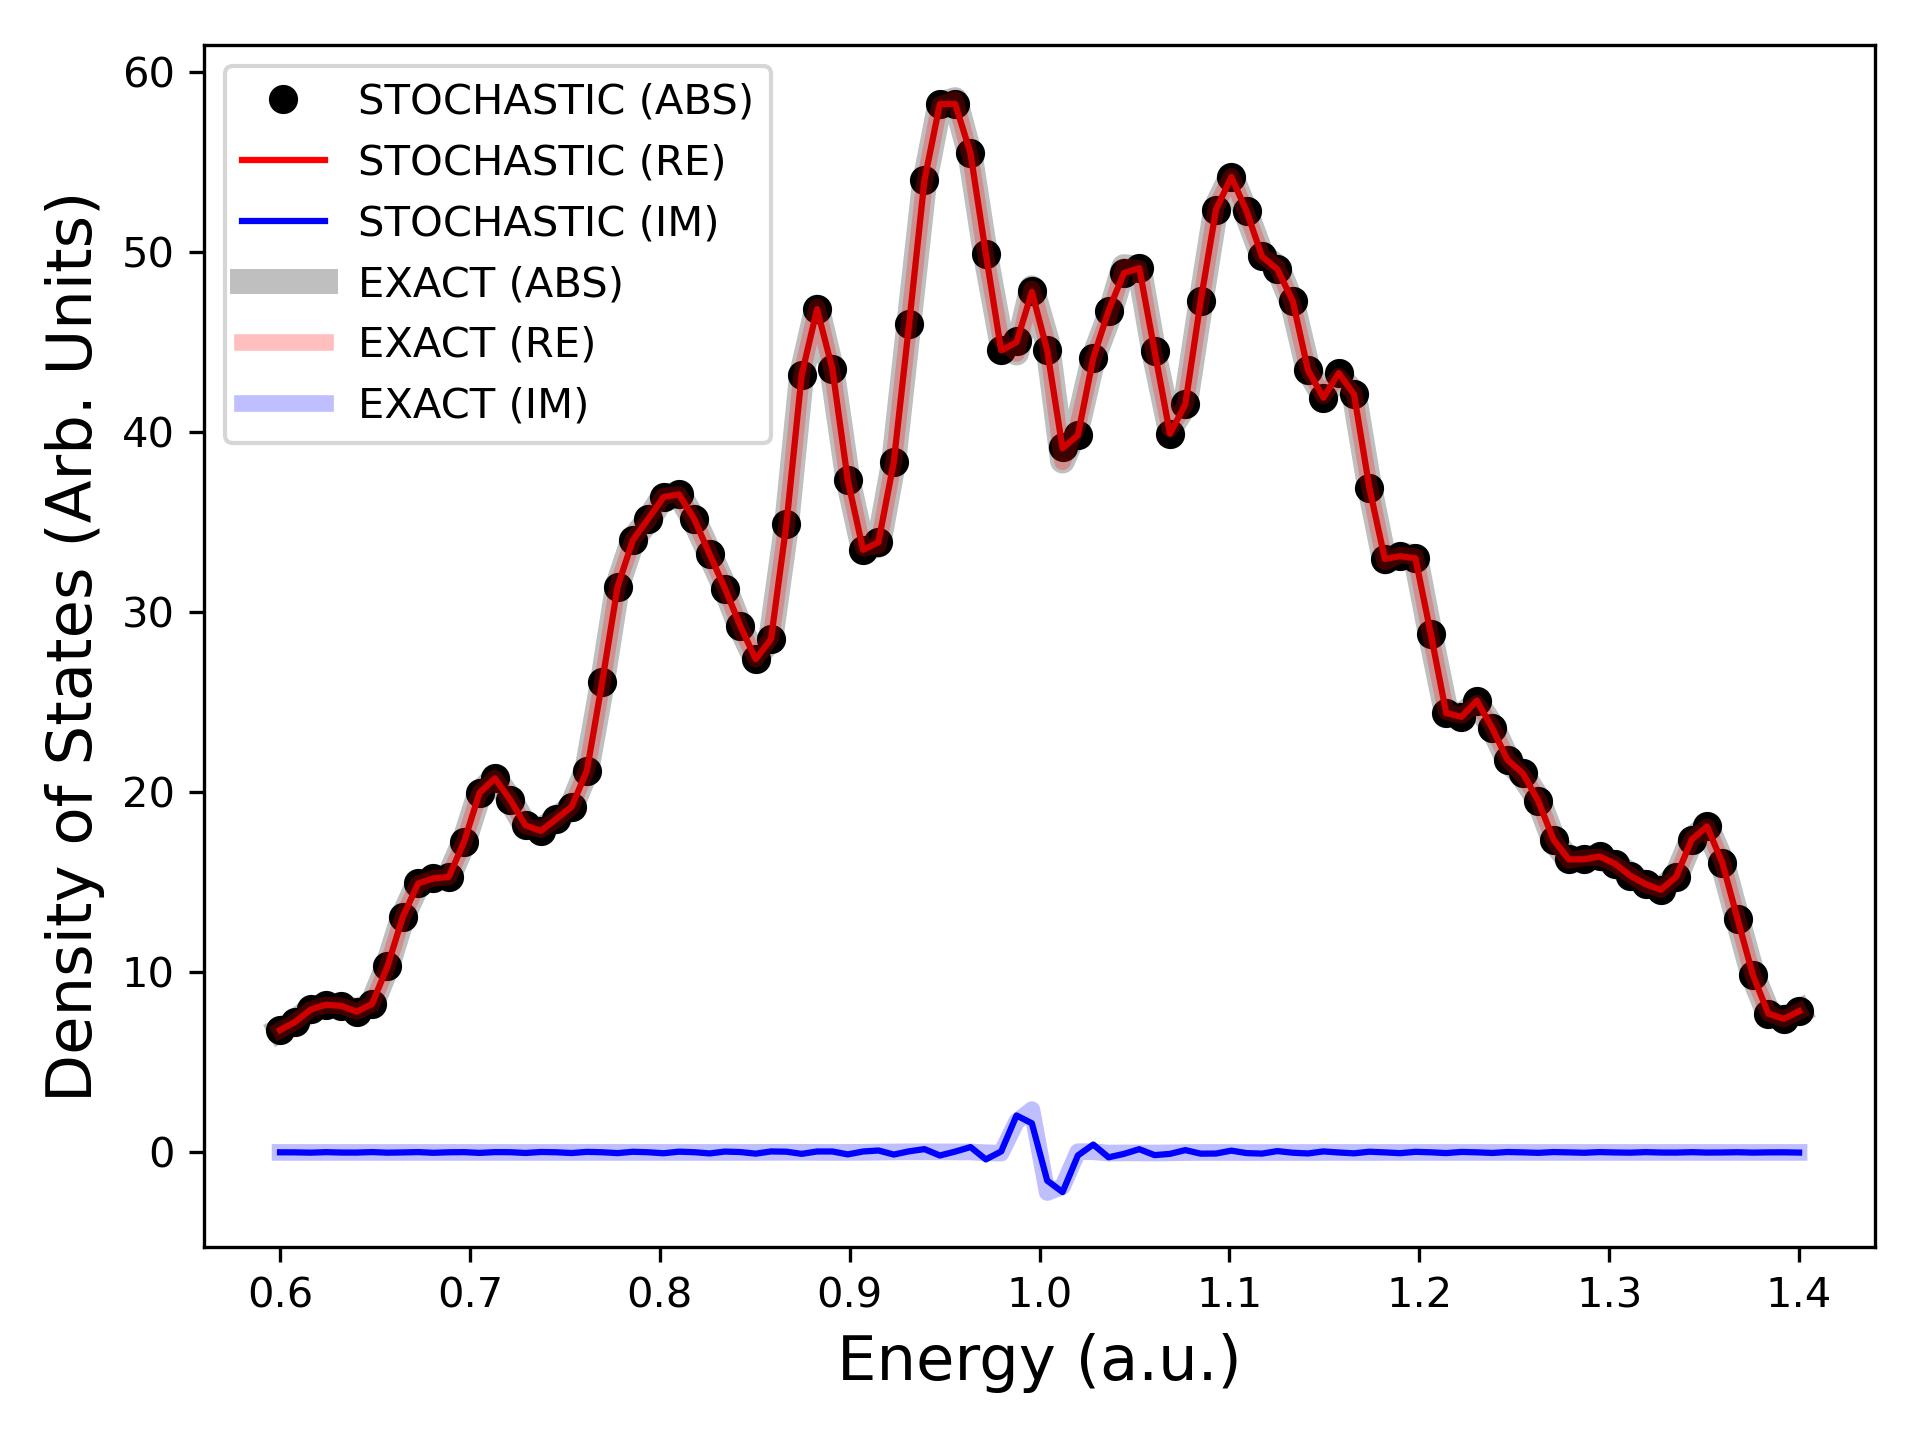 60
50
40
30
20
10
0
Density of States (Arb. Units)
STOCHASTIC (ABS)
STOCHASTIC (RE)
STOCHASTIC (IM)
EXACT (ABS)
EXACT (RE)
EXACT (IM)
0.6 0.7 0.8 0.9 1.0 1.1 1.2 1.3 1.4
Energy (a.u.)